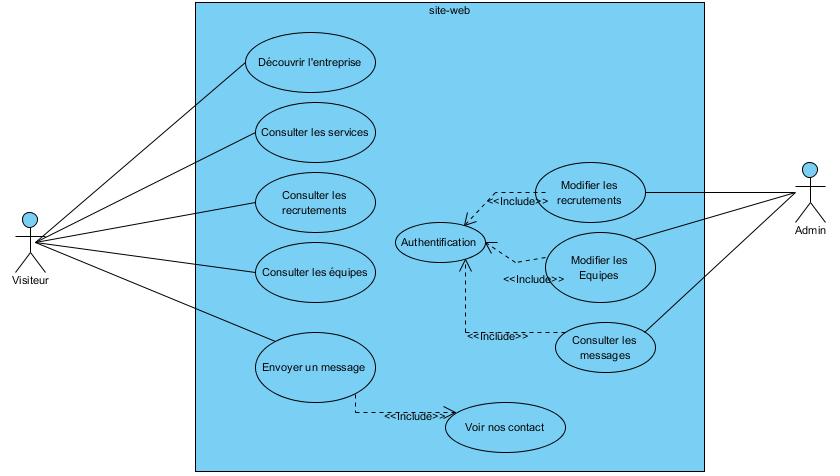 site-web
Découvrir l'entreprise
Consulter les services
Consulter les
recrutements
Consulter les équipes
Envoyer un message
Visiteur
Authentification
Modifier les
recrutements
<<Include>>
Modifier les
Equipes
<<Include>>
Consulter les
messages
<<Include>>
Admin
<<Include>>
Voir nos contact